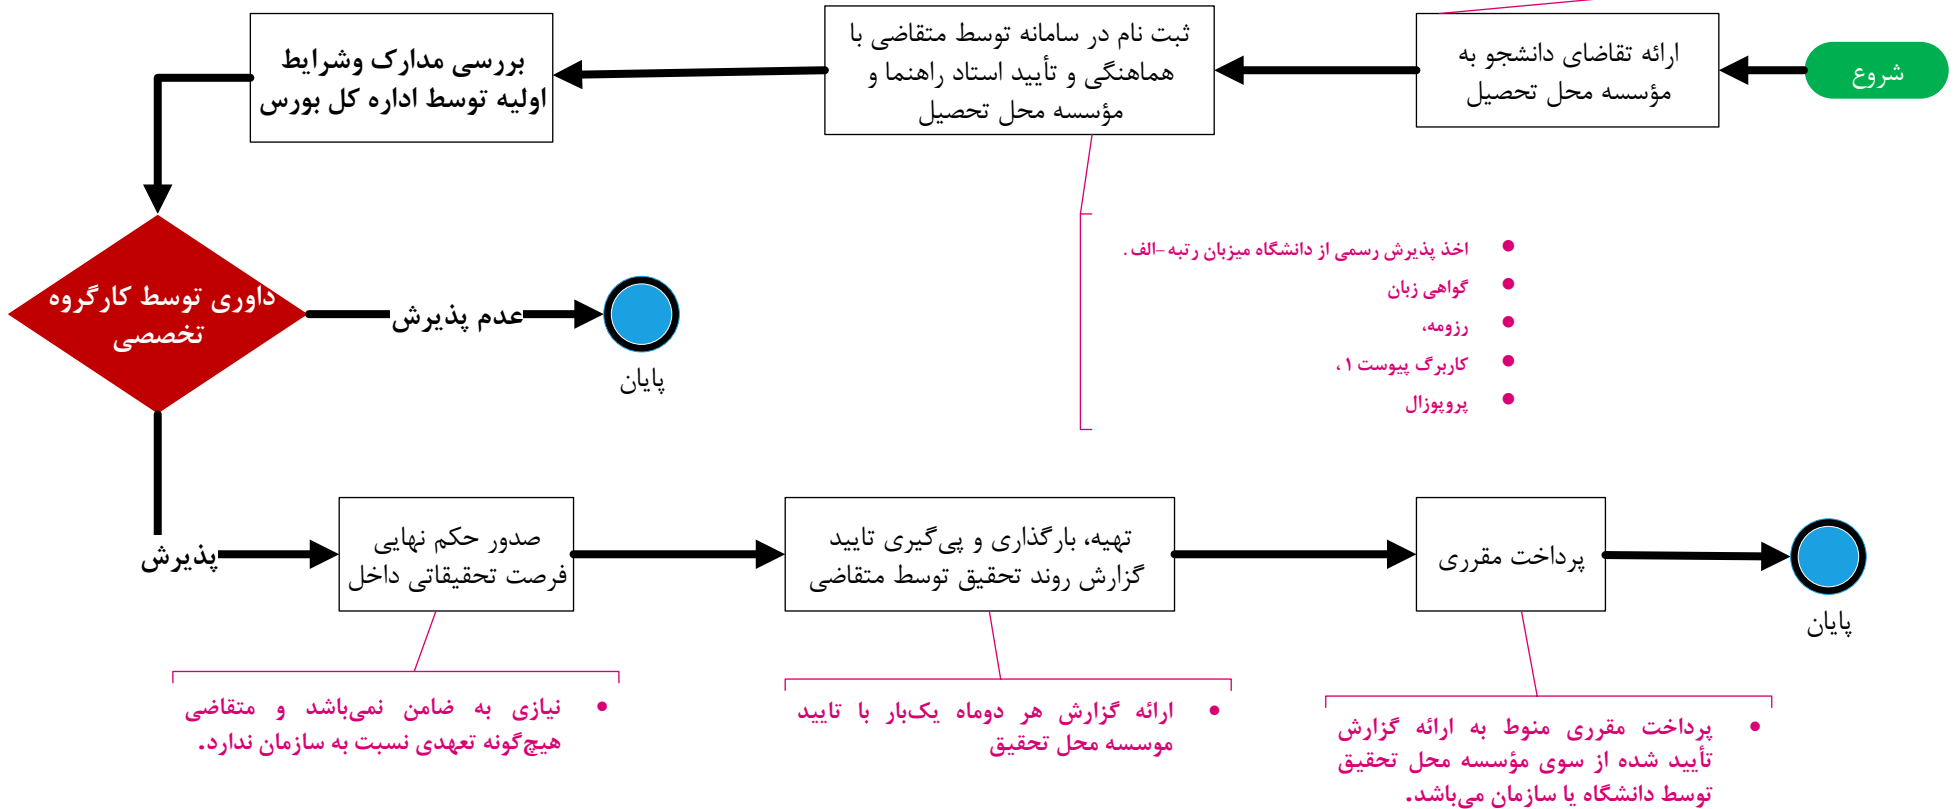 شروع
ارائه تقاضای دانشجو به
مؤسسه محل تحصیل
ثبت نام در سامانه توسط متقاضی با
هماهنگی و تأیید استاد راهنما و
مؤسسه محل تحصیل
بررسی مدارک وشرایط
اولیه توسط اداره کل بورس
اخذ پذیرش رسمی از دانشگاه میزبان رتبه -الف .
گواهی زبان
رزومه،
کاربرگ پیوست ۱ ،
پروپوزال
داوری توسط کارگروه
تخصصی
عدم پذیرش
پایان
پذیرش
صدور حکم نهایی
فرصت تحقیقاتی داخل
تهیه، بارگذاری و پی‌گیری تایید
گزارش روند تحقیق توسط متقاضی
پرداخت مقرری
پایان
نیازی به ضامن نمی‌باشد و متقاضی
هیچ‌گونه تعهدی نسبت به سازمان ندارد.
ارائه گزارش هر دوماه یک‌بار با تایید
موسسه محل تحقیق
پرداخت مقرری منوط به ارائه گزارش
تأیید شده از سوی مؤسسه محل تحقیق
توسط دانشگاه یا سازمان می‌باشد.